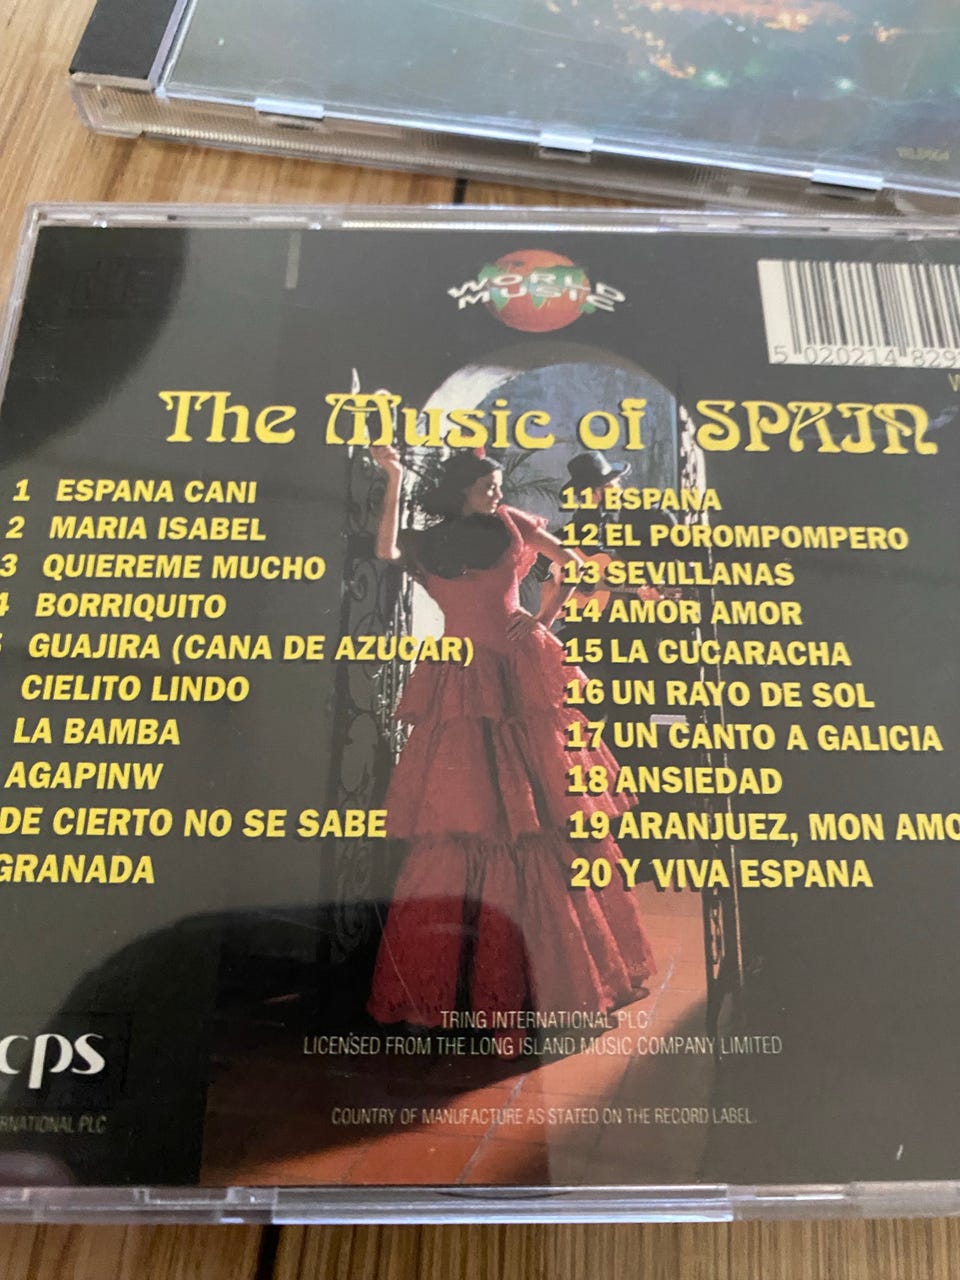 WORLD
MUSIC
5 020214 829
The Music of SPAIN
1 ESPANA CANI
2 MARIA ISABEL
3 QUIEREME MUCHO
4 BORRIQUITO
GUAJIRA (CANA DE AZUCAR)
CIELITO LINDO
LA BAMBA
AGAPINW
DE CIERTO NO SE SABE
GRANADA
11 ESPANA
12 EL POROMPOMPERO
13 SEVILLANAS
14 AMOR AMOR
15 LA CUCARACHA
16 UN RAYO DE SOL
17 UN CANTO A GALICIA
18 ANSIEDAD
19 ARANJUEZ, MON AMO
20 Y VIVA ESPANA
TRING INTERNATIONAL PLC
LICENSED FROM THE LONG ISLAND MUSIC COMPANY LIMITED
cps
RNATIONAL PLC
COUNTRY OF MANUFACTURE AS STATED ON THE RECORD LABEL.